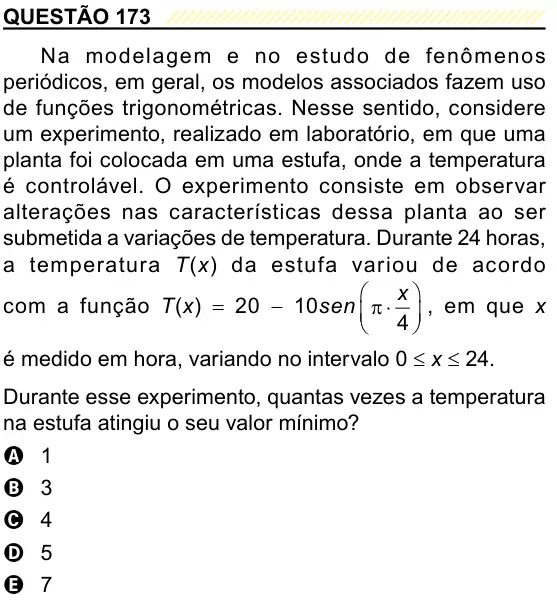 QUESTÃO 173
Na modelagem e no estudo de fenômenos
periódicos, em geral, os modelos associados fazem uso
de funções trigonométricas. Nesse sentido, considere
um experimento, realizado em laboratório, em que uma
planta foi colocada em uma estufa, onde a temperatura
é controlável. O experimento consiste em observar
alterações nas características dessa planta ao ser
submetida a variações de temperatura. Durante 24 horas,
a temperatura T(x) da estufa variou de acordo
com a função T(x) = 20 − 10sen(π · x/4), em que x
é medido em hora, variando no intervalo 0 ≤ x ≤ 24.
Durante esse experimento, quantas vezes a temperatura
na estufa atingiu o seu valor mínimo?
A 1
B 3
C 4
D 5
E 7